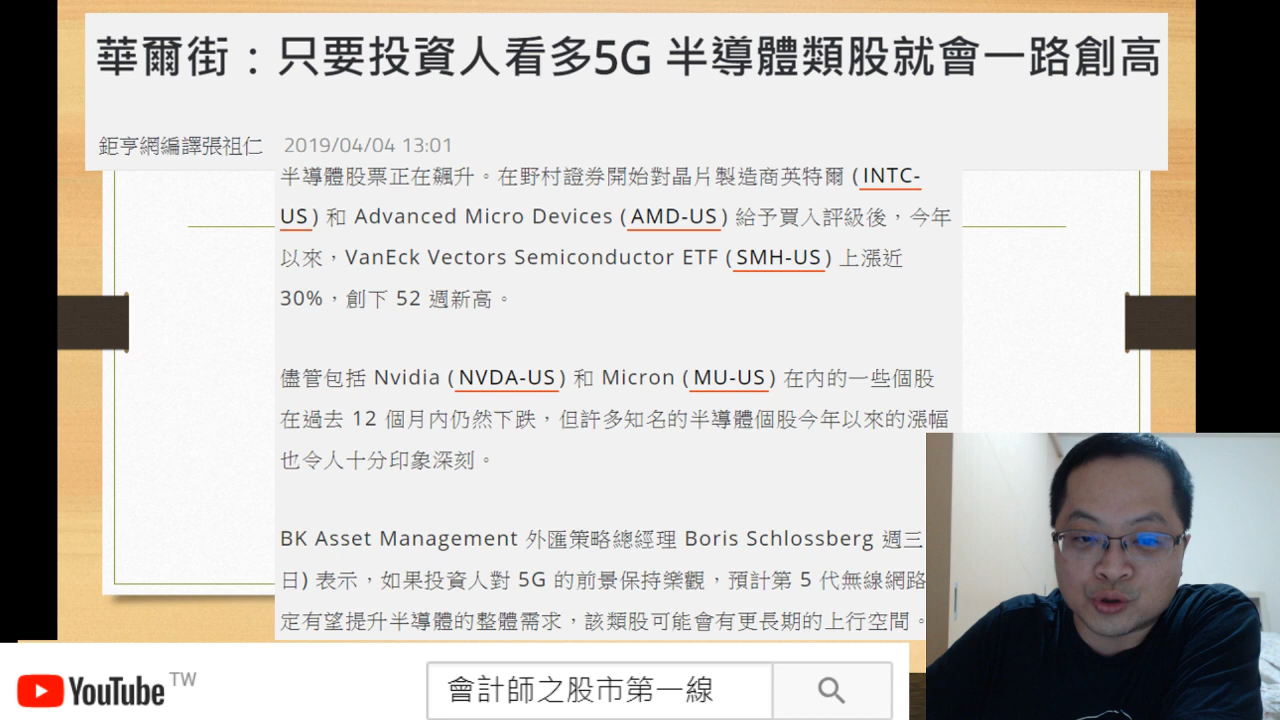 華爾街：只要投資人看多5G 半導體類股就會一路創高
鉅亨網編譯張祖仁 2019/04/04 13:01
半導體股票正在飆升。在野村證券開始對晶片製造商英特爾 (INTC-
US) 和 Advanced Micro Devices (AMD-US) 給予買入評級後，今年
以來，VanEck Vectors Semiconductor ETF (SMH-US) 上漲近
30%，創下 52 週新高。
儘管包括 Nvidia (NVDA-US) 和 Micron (MU-US) 在內的一些個股
在過去 12 個月內仍然下跌，但許多知名的半導體個股今年以來的漲幅
也令人十分印象深刻。
BK Asset Management 外匯策略總經理 Boris Schlossberg 週三
日) 表示，如果投資人對 5G 的前景保持樂觀，預計第 5 代無線網路
定有望提升半導體的整體需求，該類股可能會有更長期的上行空間。
YouTube TW
會計師之股市第一線